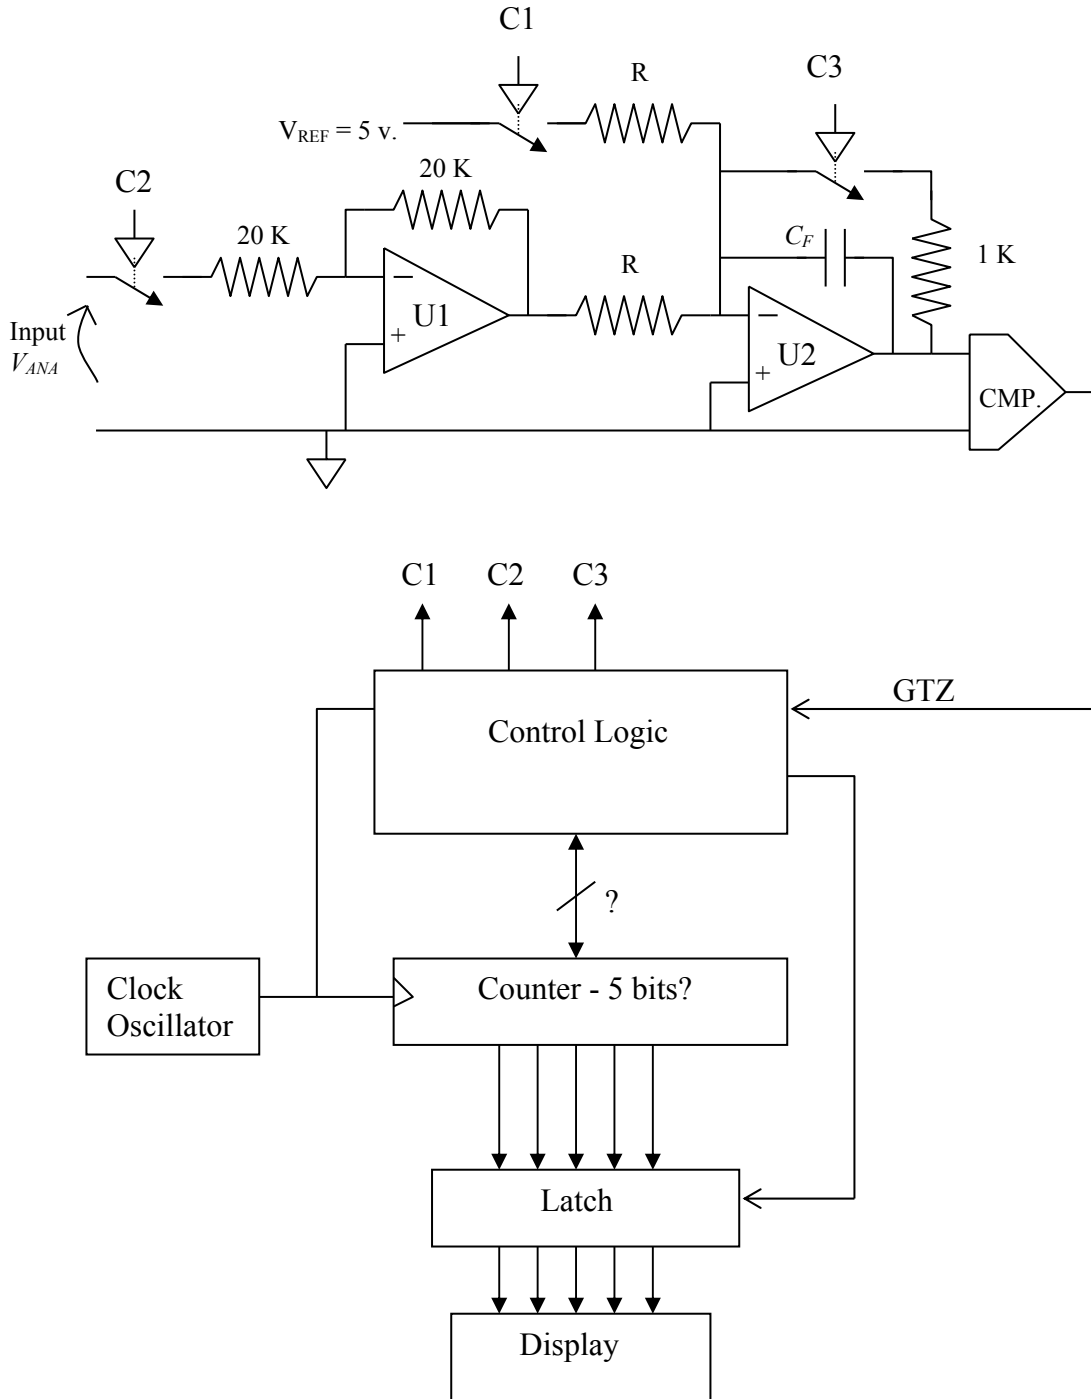 C1
R
C3
V_REF = 5 v.
20 K
C2
20 K
C_F
1 K
R
−
U1
+
−
U2
+
Input
V_ANA
CMP.
C1 C2 C3
GTZ
Control Logic
?
Clock
Oscillator
Counter - 5 bits?
Latch
Display